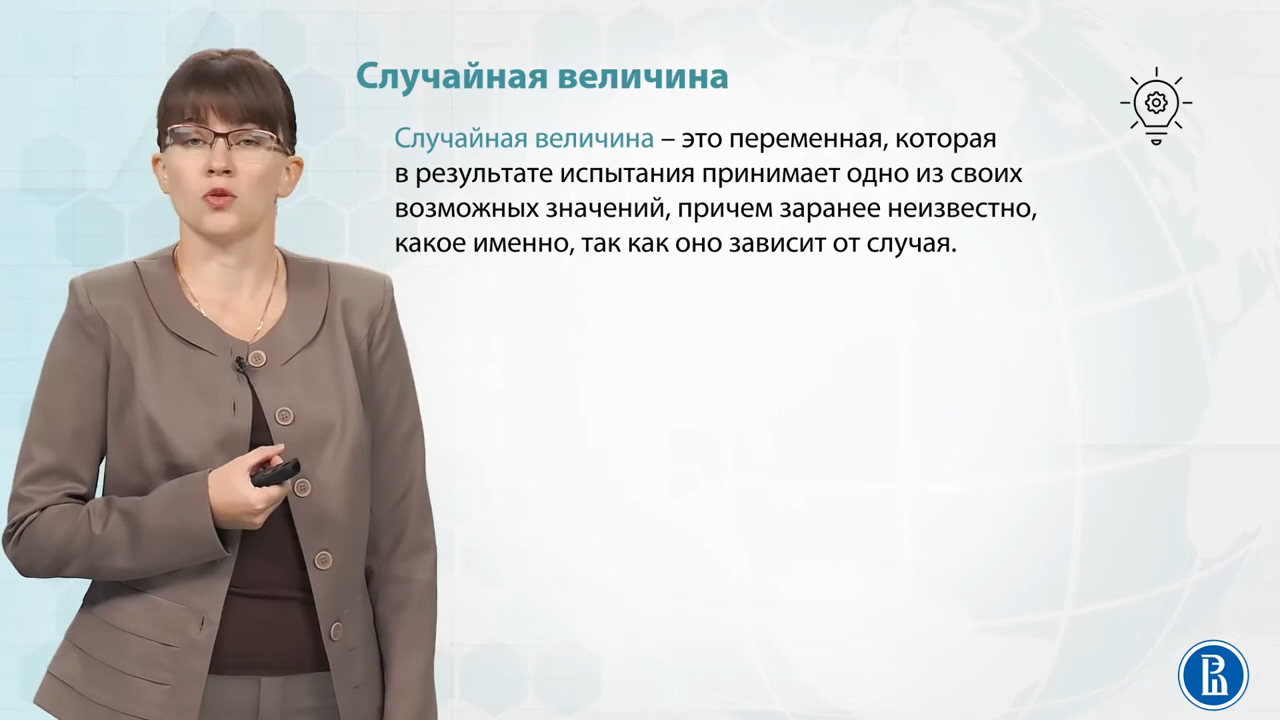 Случайная величина
Случайная величина – это переменная, которая
в результате испытания принимает одно из своих
возможных значений, причем заранее неизвестно,
какое именно, так как оно зависит от случая.